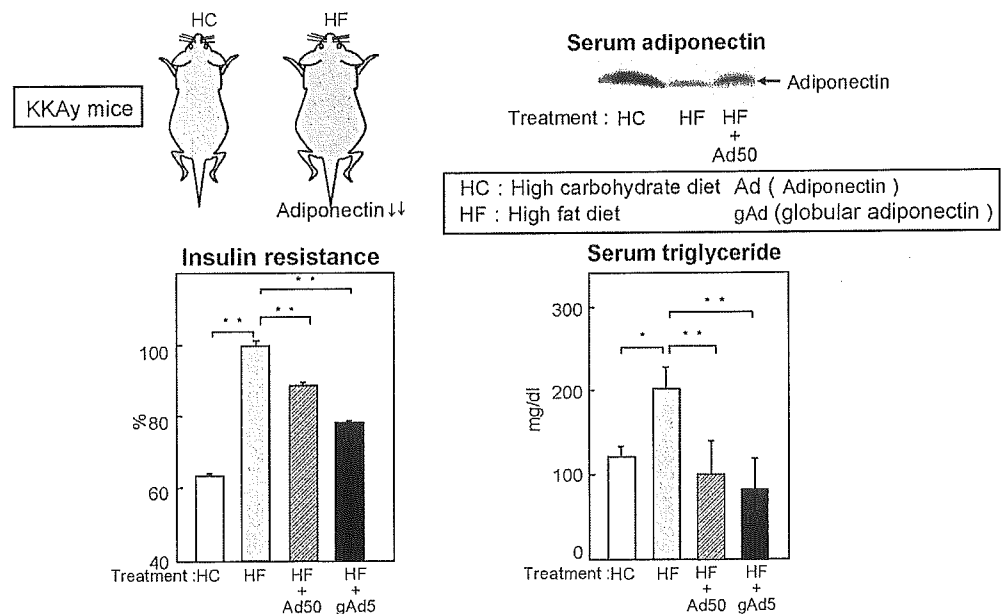 HC HF
KKAy mice
Adiponectin↓↓
Serum adiponectin
← Adiponectin
Treatment : HC HF HF
+
Ad50
HC : High carbohydrate diet Ad ( Adiponectin )
HF : High fat diet gAd (globular adiponectin )
Insulin resistance
* *
* *
* *
100
80
60
40
%
Treatment :HC HF HF HF
+ +
Ad50 gAd5
Serum triglyceride
300
200
100
0
mg/dl
* *
* * *
Treatment :HC HF HF HF
+ +
Ad50 gAd5